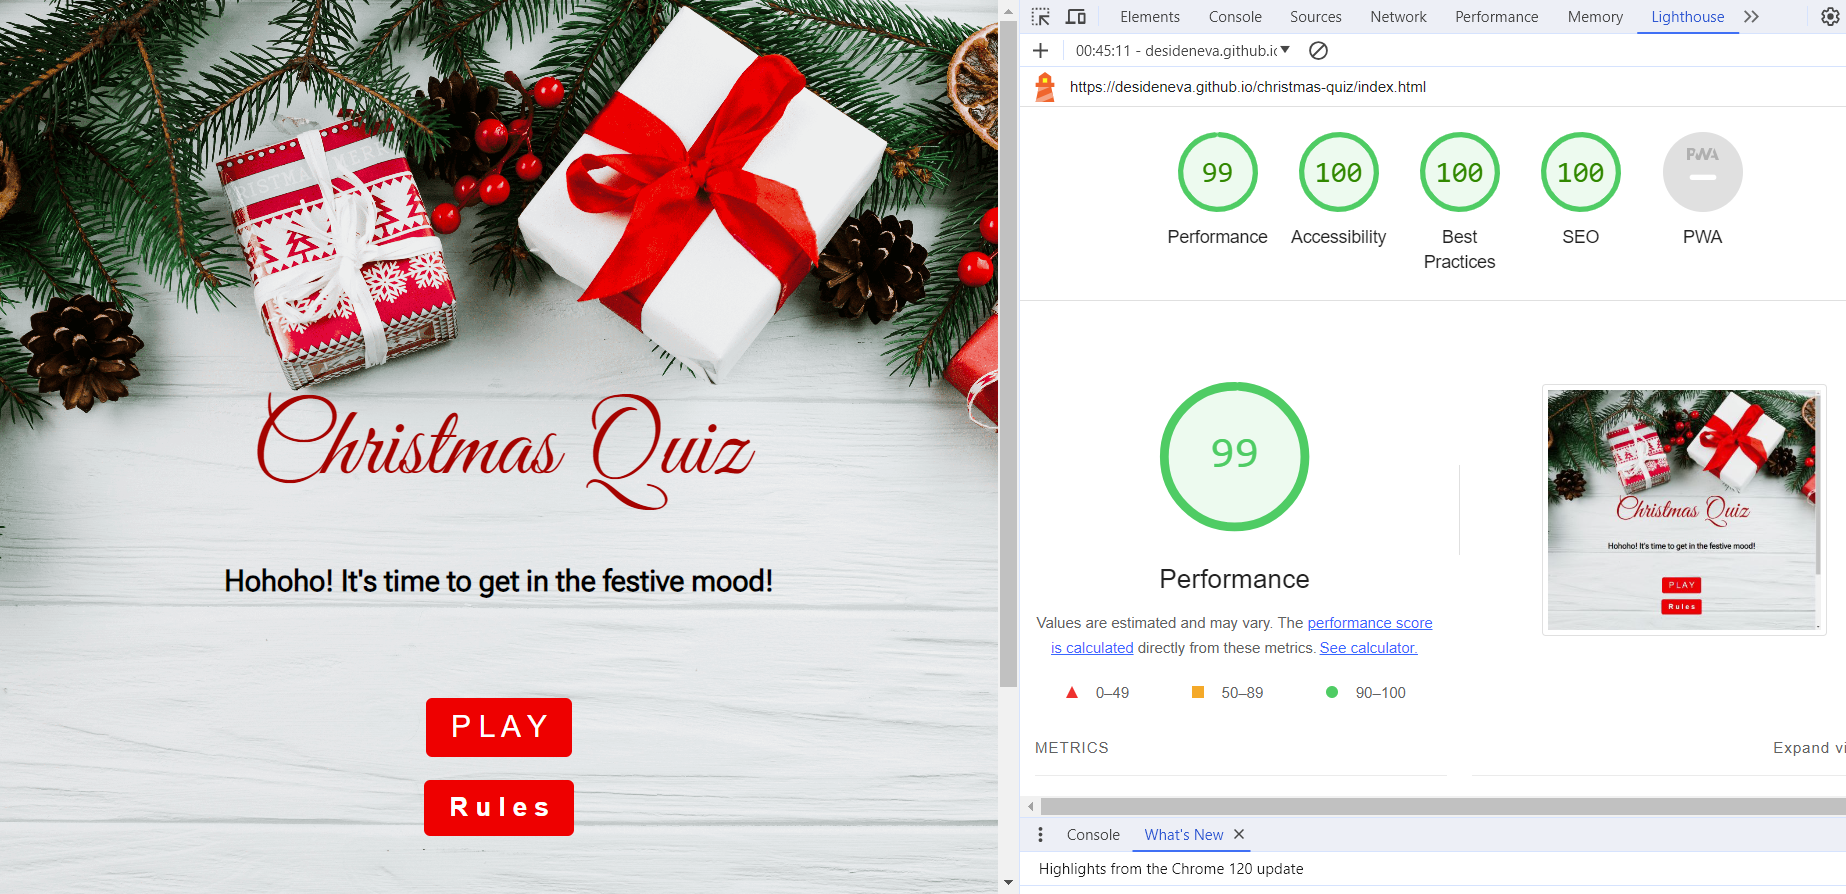 CHRISTMAS
MERR
Christmas Quiz
Hohoho! It's time to get in the festive mood!
PLAY
Rules
Elements Console Sources Network Performance Memory Lighthouse
00:45:11 - desideneva.github.io
https://desideneva.github.io/christmas-quiz/index.html
99 100 100 100 PWA
Performance Accessibility Best Practices SEO PWA
99
Christmas Quiz
Hohoho! It's time to get in the festive mood!
PLAY
Rules
Performance
Values are estimated and may vary. The performance score
is calculated directly from these metrics. See calculator.
0–49 50–89 90–100
METRICS Expand vi
Console What's New
Highlights from the Chrome 120 update